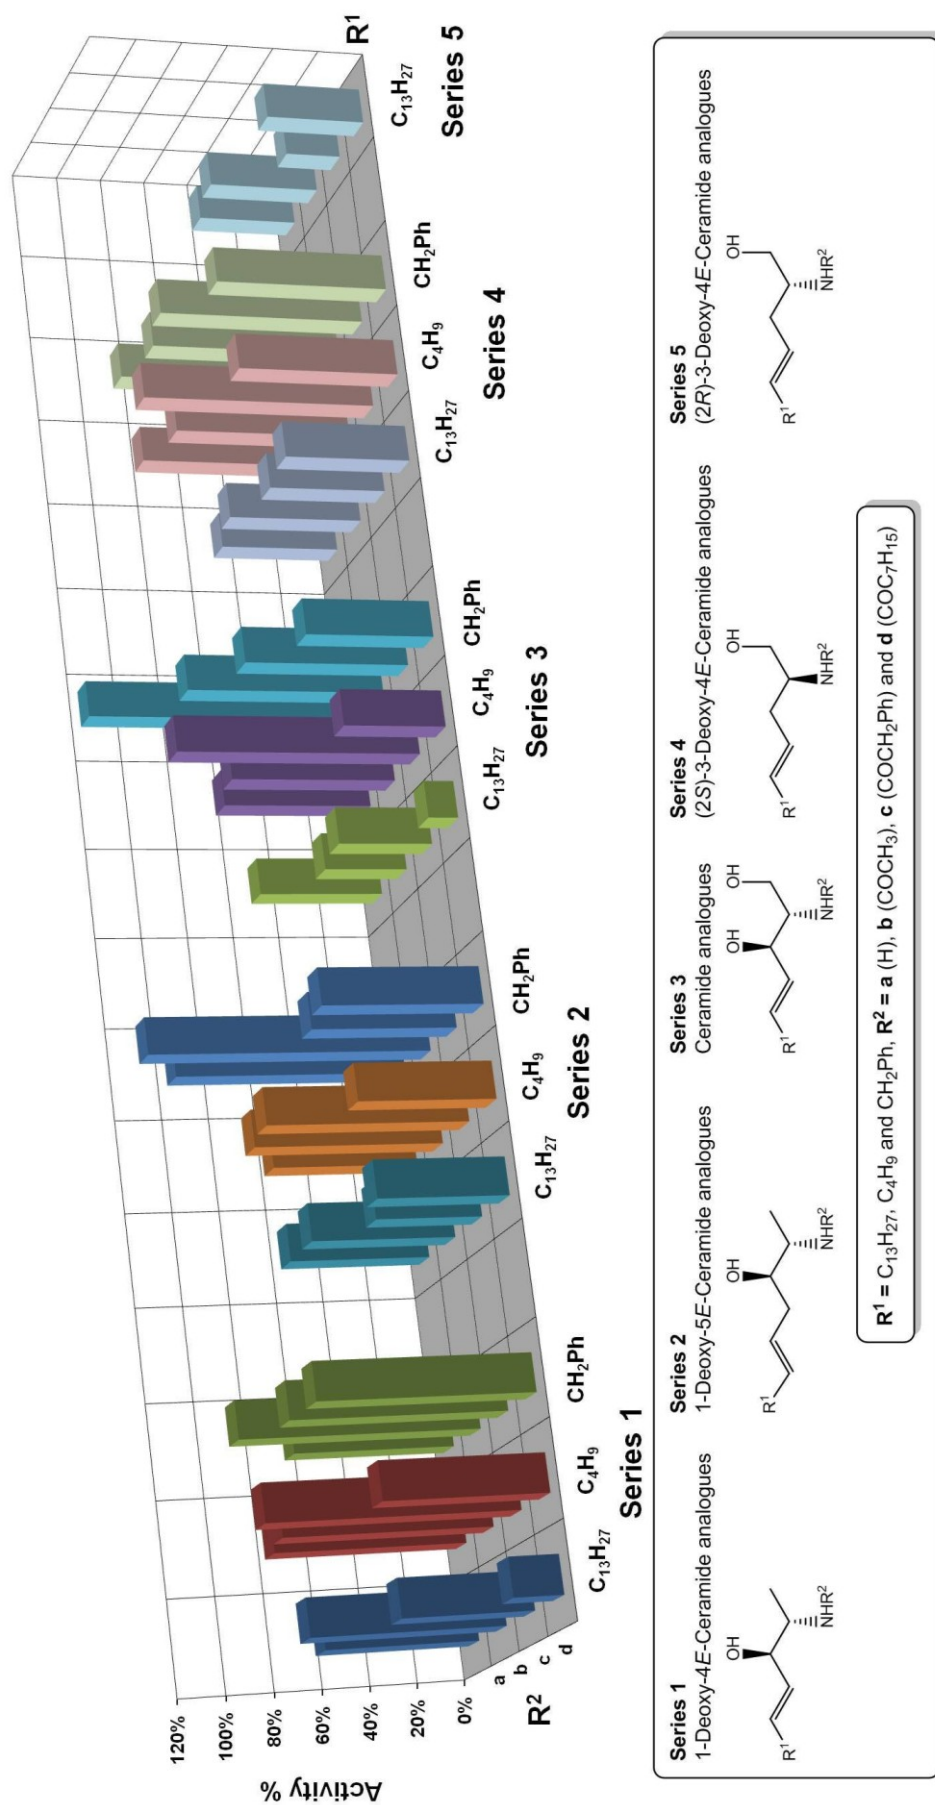 120%
100%
80%
60%
40%
20%
0%
Activity %
R²
a
b
c
d
C₁₃H₂₇
C₄H₉
CH₂Ph
Series 1
C₁₃H₂₇
C₄H₉
CH₂Ph
Series 2
C₁₃H₂₇
C₄H₉
CH₂Ph
Series 3
C₁₃H₂₇
C₄H₉
CH₂Ph
Series 4
C₁₃H₂₇
Series 5
R¹
Series 1
1-Deoxy-4E-Ceramide analogues
OH
R¹
NHR²
Series 2
1-Deoxy-5E-Ceramide analogues
OH
R¹
NHR²
Series 3
Ceramide analogues
OH
OH
R¹
NHR²
Series 4
(2S)-3-Deoxy-4E-Ceramide analogues
OH
R¹
NHR²
Series 5
(2R)-3-Deoxy-4E-Ceramide analogues
OH
R¹
NHR²
R¹ = C₁₃H₂₇, C₄H₉ and CH₂Ph, R² = a (H), b (COCH₃), c (COCH₂Ph) and d (COC₇H₁₅)